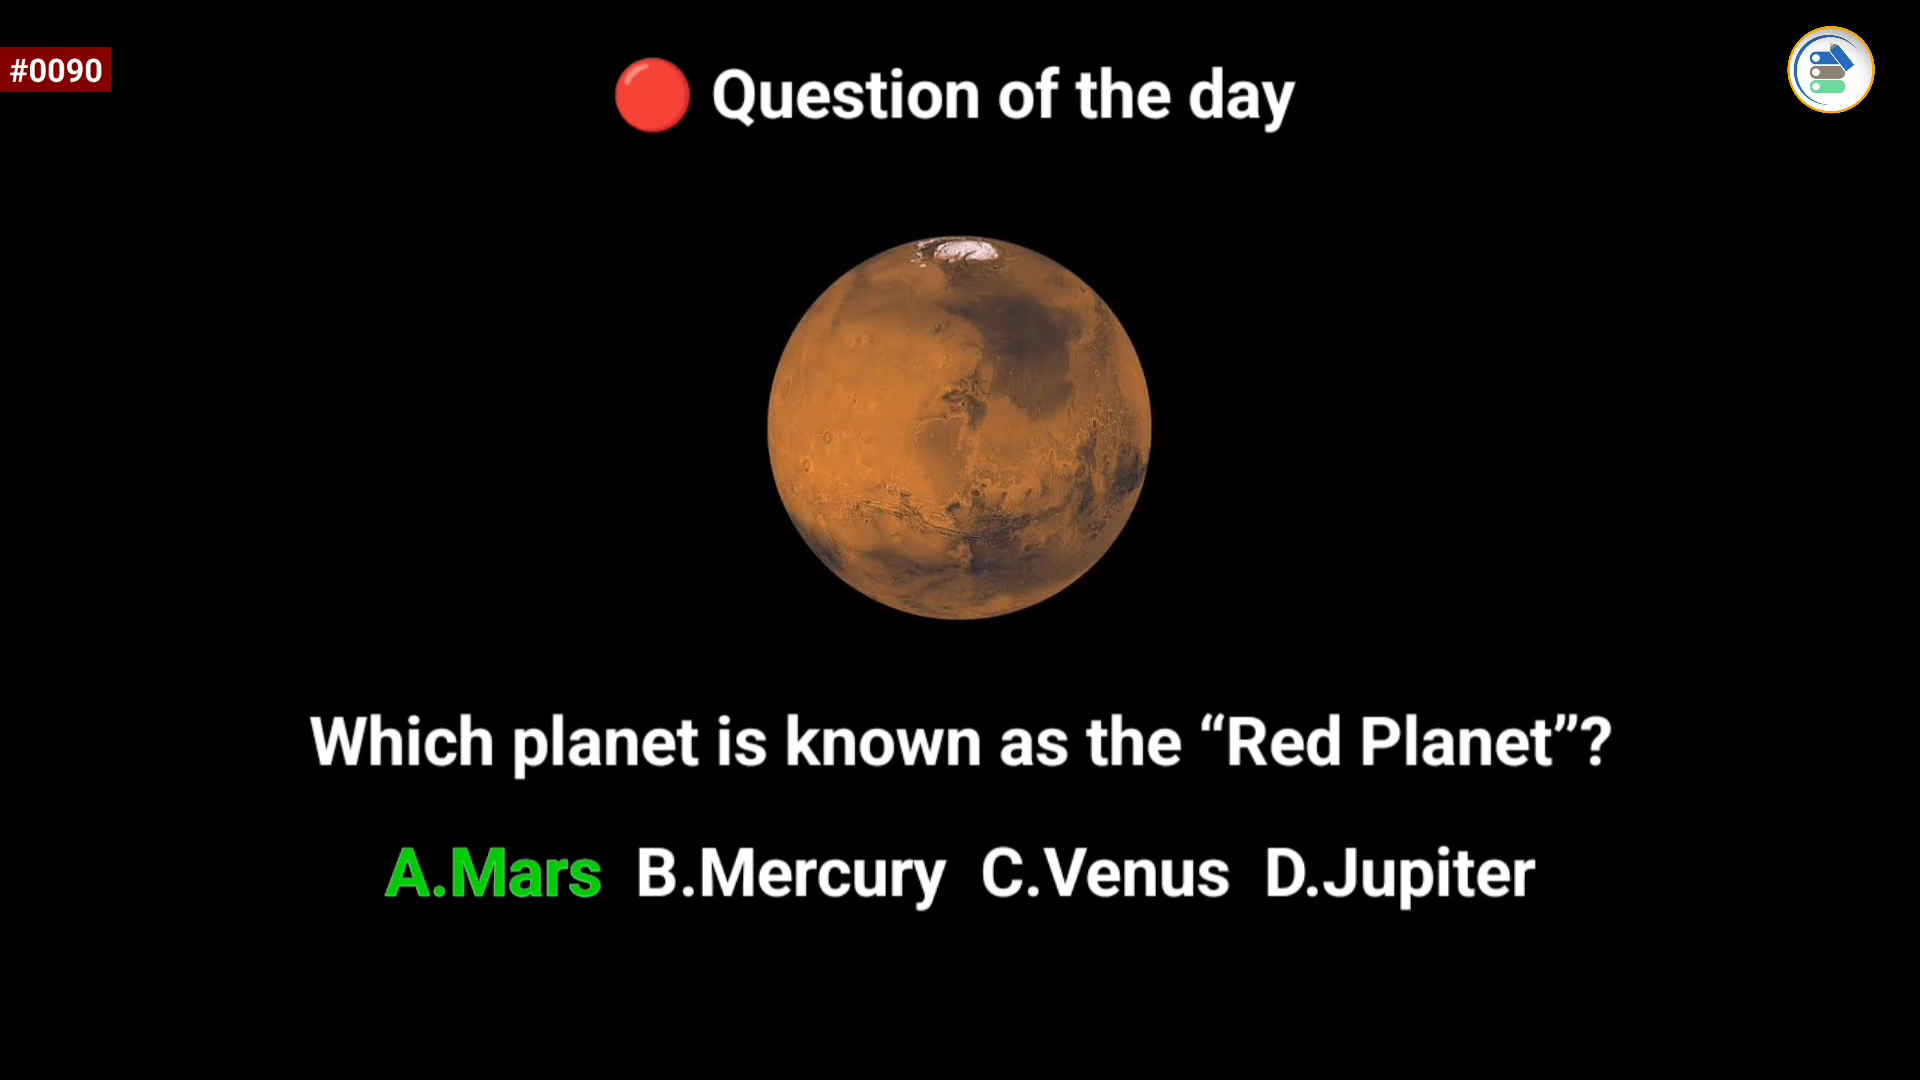 #0090
Question of the day
Which planet is known as the “Red Planet”?
A.Mars B.Mercury C.Venus D.Jupiter